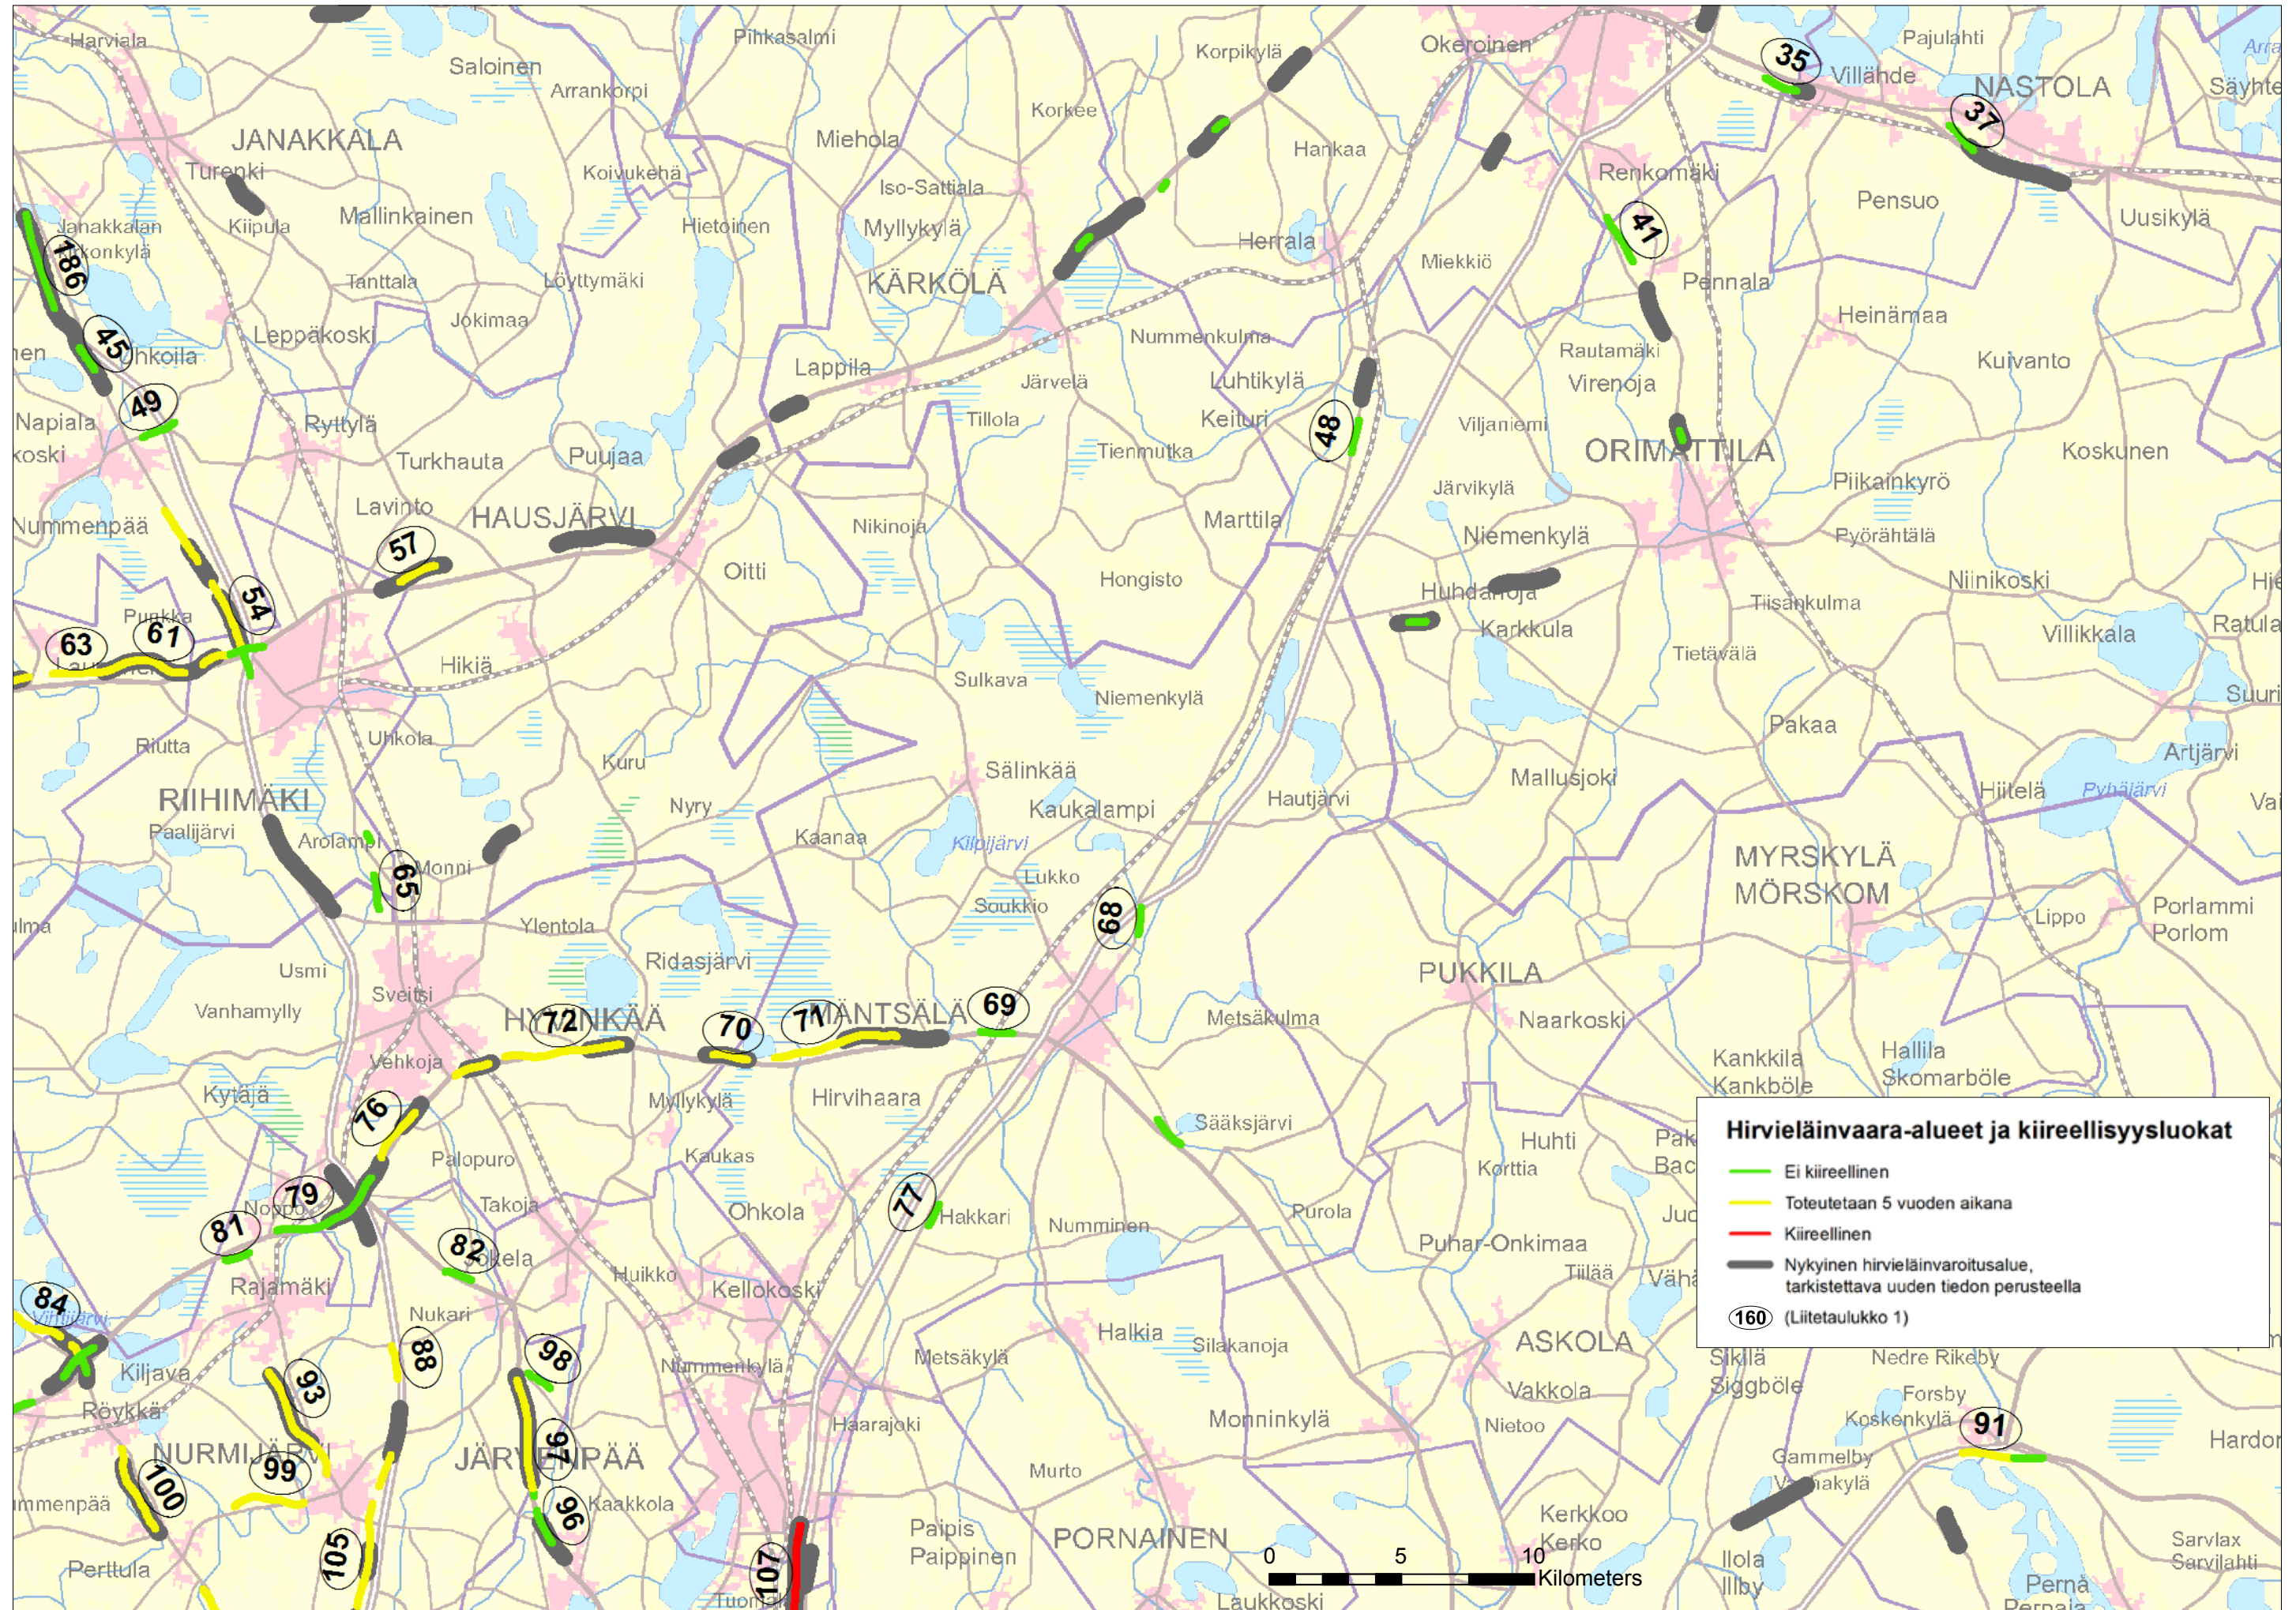 Harviala
Pihkasalmi
Korpikylä
Okeroinen
Pajulahti
Saloinen
Arrankorpi
35
Villähde
NASTOLA
Korkee
37
JANAKKALA
Miehola
Hankaa
Turenki
Koivukehä
Renkomäki
Iso-Sattiala
Pensuo
Mallinkainen
Uusikylä
Janakkalan
Kiipula
Hietoinen
Myllykylä
41
Herrala
186
Tanttala
Löyttymäki
KÄRKÖLÄ
Miekkiö
Pennala
Jokimaa
Heinämaa
Leppäkoski
Nummenkulma
45
Rautamäki
Kuivanto
Lappila
Järvelä
Luhtikylä
Virenoja
49
Napiala
Ryttylä
Tillola
Keituri
48
Viljaniemi
Turkhauta
Puujaa
Tienmutka
ORIMATTILA
Koskunen
Järvikylä
Piikainkyrö
Lavinto
HAUSJÄRVI
Nummenpää
Nikinoja
Marttila
Niemenkylä
Pyörähtälä
57
Oitti
Hongisto
Niinikoski
54
Huhdanoja
Tiisankulma
Punkka
61
63
Karkkula
Villikkala
Hikiä
Tietävälä
Sulkava
Niemenkylä
Pakaa
Riutta
Uhkola
Kuru
Artjärvi
Sälinkää
Mallusjoki
RIIHIMÄKI
Nyry
Kaukalampi
Hautjärvi
Hiitelä
Pyhäjärvi
Paalijärvi
Arolampi
Kaanaa
Kilpijärvi
MYRSKYLÄ
MÖRSKOM
65
Monni
Lukko
Soukkio
68
Ylentola
Lippo
Porlammi
Porlom
Usmi
Ridasjärvi
PUKKILA
Sveitsi
Vanhamylly
HYVINKÄÄ
72
70
71
MÄNTSÄLÄ
69
Metsäkulma
Naarkoski
Vehkoja
Kankkila
Kankböle
Hallila
Skomarböle
Kytäjä
76
Myllykylä
Hirvihaara
Sääksjärvi
Huhti
Palopuro
Kaukas
Korttia
79
Noppo
Takoja
Ohkola
77
Hakkari
Numminen
Purola
81
82
Jokela
Puhar-Onkimaa
Tiilää
Rajamäki
Huikko
Kellokoski
84
Nukari
Halkia
Silakanoja
ASKOLA
Kiljava
88
98
Nummenkylä
Metsäkylä
Röykkä
93
Vakkola
Haarajoki
Monninkylä
Nietoo
NURMIJÄRVI
JÄRVENPÄÄ
97
99
100
Murto
96
Kaakkola
Paipis
Paippinen
PORNAINEN
Kerkkoo
Kerko
105
107
Perttula
Laukkoski
Sikilä
Siggböle
Nedre Rikeby
Forsby
Koskenkylä
91
Gammelby
Ilola
Illby
Sarvlax
Sarvilahti
Pernå
Hirvieläinvaara-alueet ja kiireellisyysluokat
Ei kiireellinen
Toteutetaan 5 vuoden aikana
Kiireellinen
Nykyinen hirvieläinvaroitusalue,
tarkistettava uuden tiedon perusteella
160 (Liitetaulukko 1)
0 5 10
Kilometers